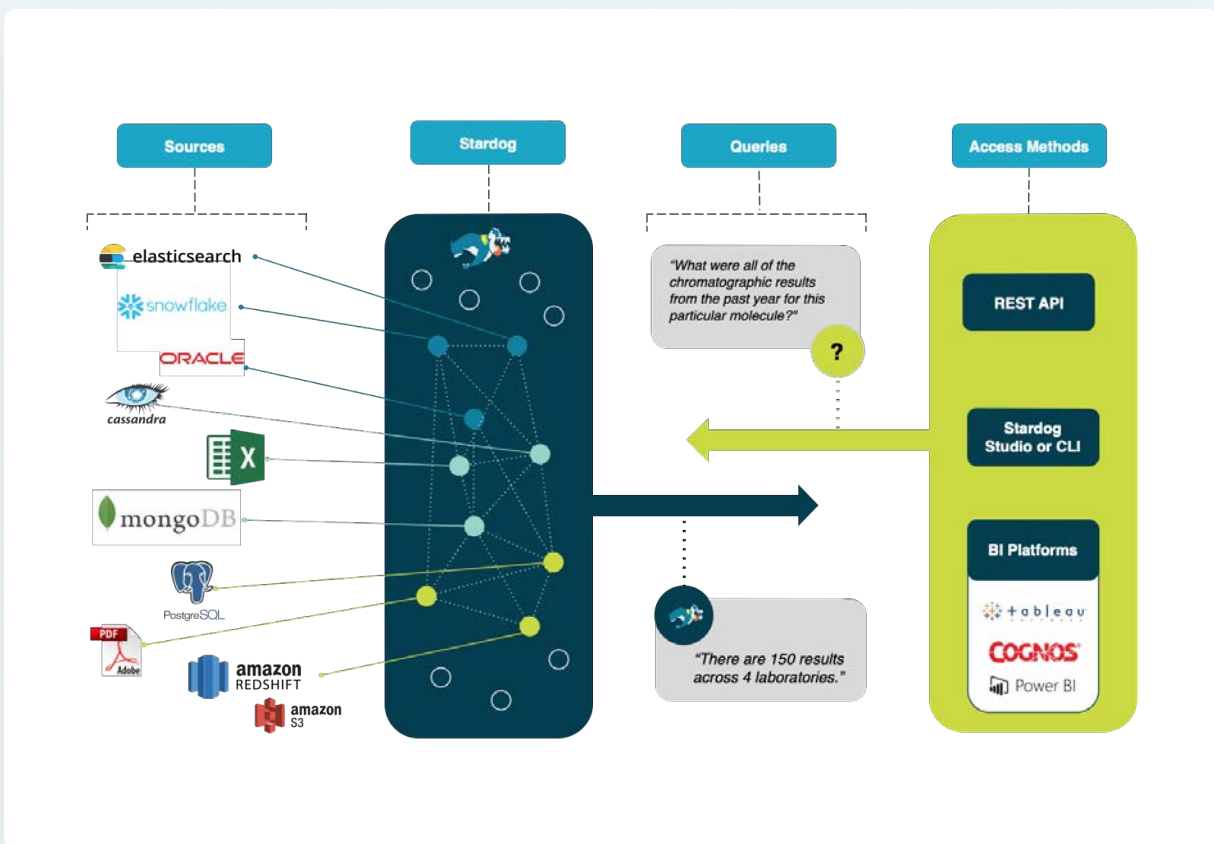 Sources
Stardog
Queries
Access Methods
elasticsearch
snowflake
ORACLE
cassandra
X
mongoDB
PostgreSQL
PDF
Adobe
amazon
REDSHIFT
amazon
S3
"What were all of the
chromatographic results
from the past year for this
particular molecule?"
?
"There are 150 results
across 4 laboratories."
REST API
Stardog
Studio or CLI
BI Platforms
+ableau
SOFTWARE
COGNOS
Power BI